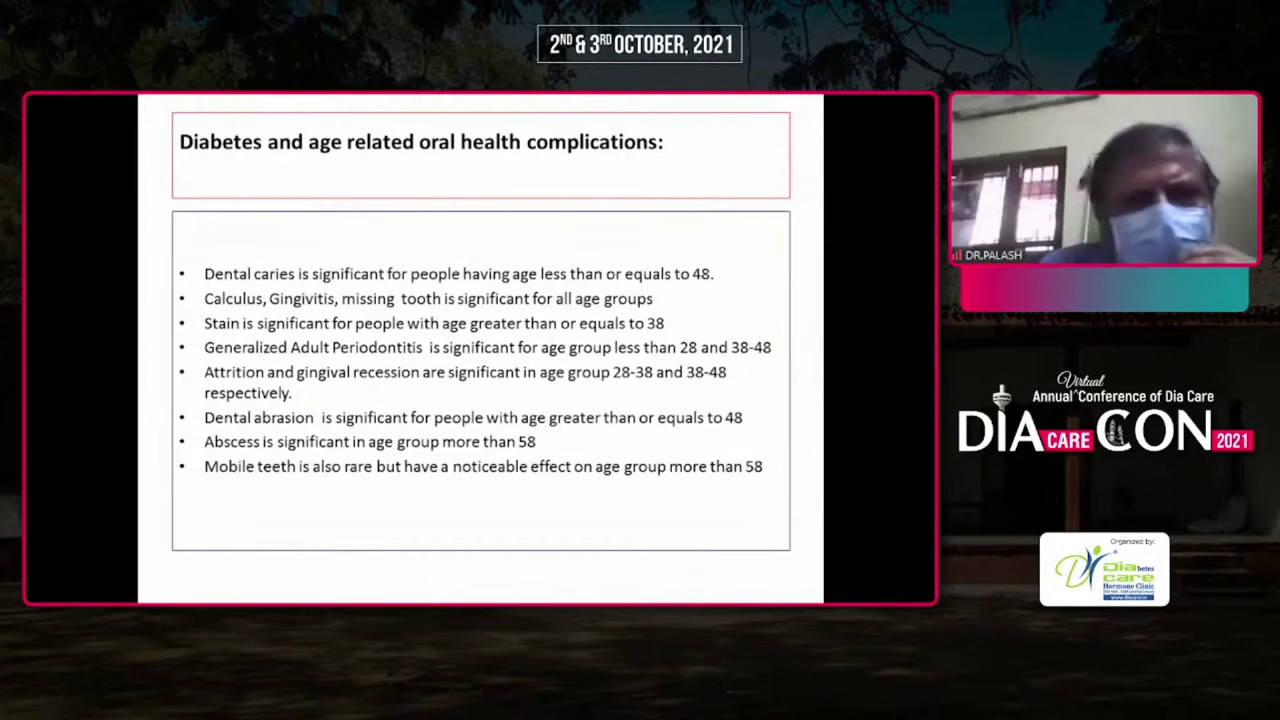 2ND & 3RD OCTOBER, 2021
Diabetes and age related oral health complications:
• Dental caries is significant for people having age less than or equals to 48.
• Calculus, Gingivitis, missing tooth is significant for all age groups
• Stain is significant for people with age greater than or equals to 38
• Generalized Adult Periodontitis is significant for age group less than 28 and 38-48
• Attrition and gingival recession are significant in age group 28-38 and 38-48
respectively.
• Dental abrasion is significant for people with age greater than or equals to 48
• Abscess is significant in age group more than 58
• Mobile teeth is also rare but have a noticeable effect on age group more than 58
DR.PALASH
Virtual
Annual^Conference of Dia Care
DIA CARE CON 2021
Organized by:
Diabetes
care
Hormone Clinic
www.diacare.in